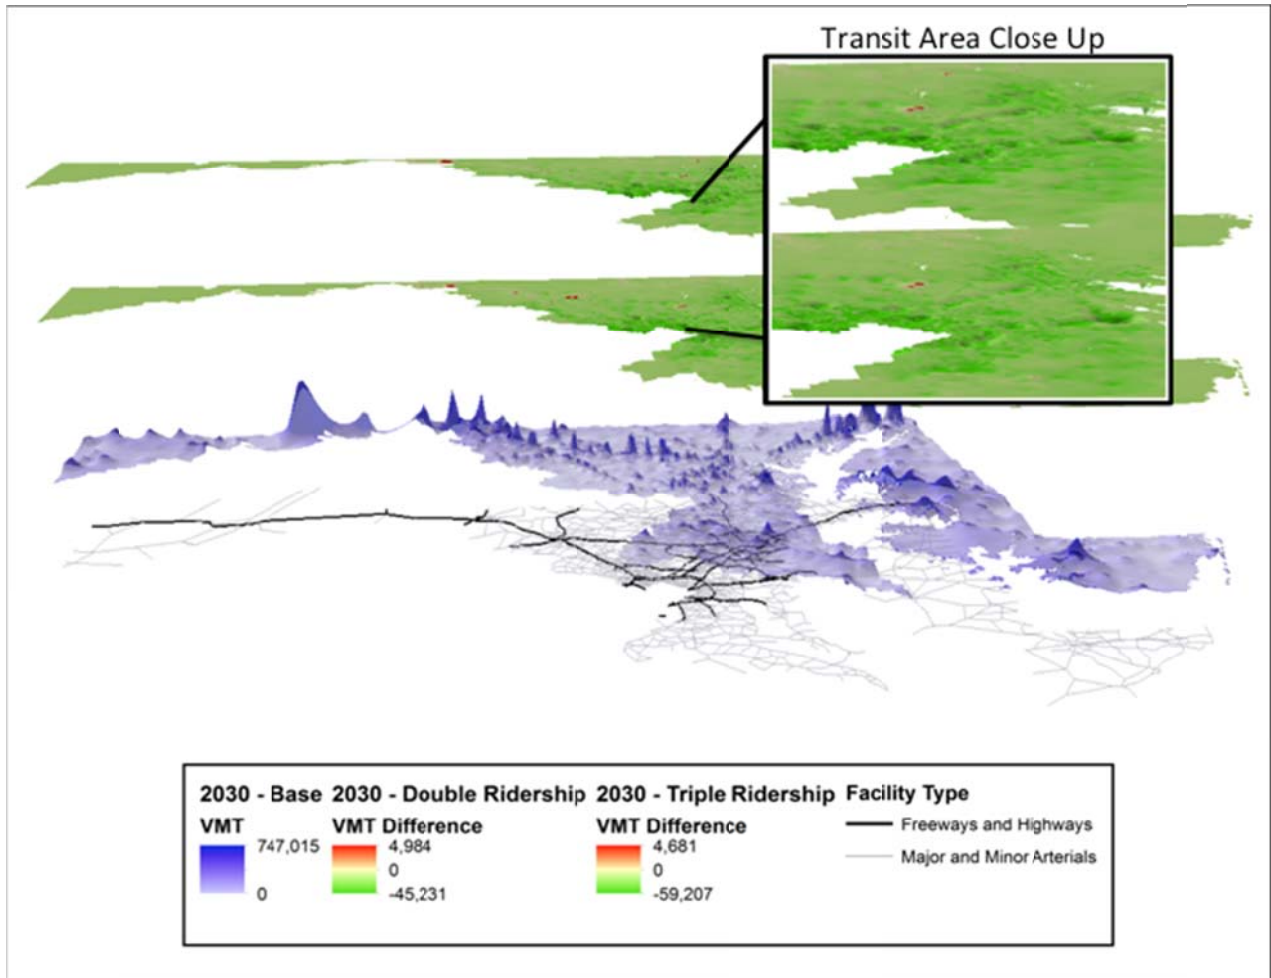 Transit Area Close Up
2030 - Base 2030 - Double Ridership 2030 - Triple Ridership Facility Type
VMT VMT Difference VMT Difference
747,015 4,984 4,681 Freeways and Highways
0 0 Major and Minor Arterials
0 -45,231 -59,207